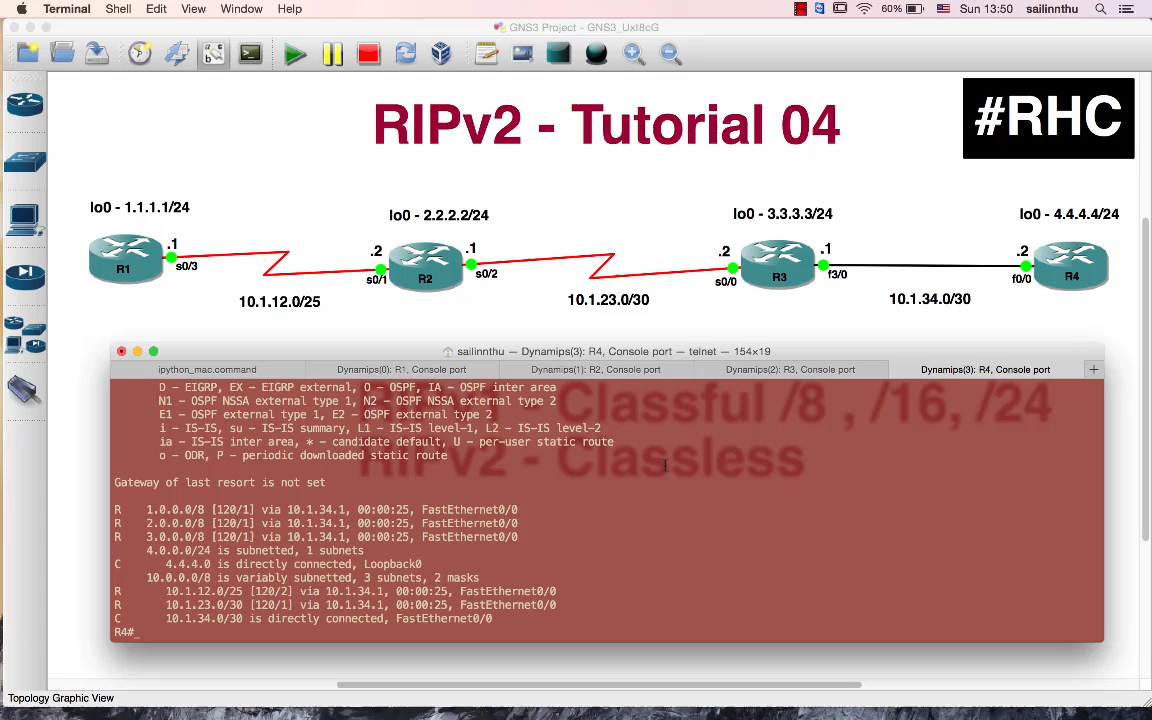 Terminal Shell Edit View Window Help 60% Sun 13:50 sailinnthu
GNS3 Project - GNS3_Uxt8cG
RIPv2 - Tutorial 04
#RHC
lo0 - 1.1.1.1/24
lo0 - 2.2.2.2/24
lo0 - 3.3.3.3/24
lo0 - 4.4.4.4/24
R1 .1 s0/3
.2 s0/1 R2 .1 s0/2
.2 s0/0 R3 .1 f3/0
.2 f0/0 R4
10.1.12.0/25
10.1.23.0/30
10.1.34.0/30
sailinnthu — Dynamips(3): R4, Console port — telnet — 154×19
ipython_mac.command Dynamips(0): R1, Console port Dynamips(1): R2, Console port Dynamips(2): R3, Console port Dynamips(3): R4, Console port +
- Classful /8 , /16, /24
RIPv2 - Classless
D - EIGRP, EX - EIGRP external, O - OSPF, IA - OSPF inter area
N1 - OSPF NSSA external type 1, N2 - OSPF NSSA external type 2
E1 - OSPF external type 1, E2 - OSPF external type 2
i - IS-IS, su - IS-IS summary, L1 - IS-IS level-1, L2 - IS-IS level-2
ia - IS-IS inter area, * - candidate default, U - per-user static route
o - ODR, P - periodic downloaded static route
Gateway of last resort is not set
R 1.0.0.0/8 [120/1] via 10.1.34.1, 00:00:25, FastEthernet0/0
R 2.0.0.0/8 [120/1] via 10.1.34.1, 00:00:25, FastEthernet0/0
R 3.0.0.0/8 [120/1] via 10.1.34.1, 00:00:25, FastEthernet0/0
4.0.0.0/24 is subnetted, 1 subnets
C 4.4.4.0 is directly connected, Loopback0
10.0.0.0/8 is variably subnetted, 3 subnets, 2 masks
R 10.1.12.0/25 [120/2] via 10.1.34.1, 00:00:25, FastEthernet0/0
R 10.1.23.0/30 [120/1] via 10.1.34.1, 00:00:25, FastEthernet0/0
C 10.1.34.0/30 is directly connected, FastEthernet0/0
R4#_
Topology Graphic View